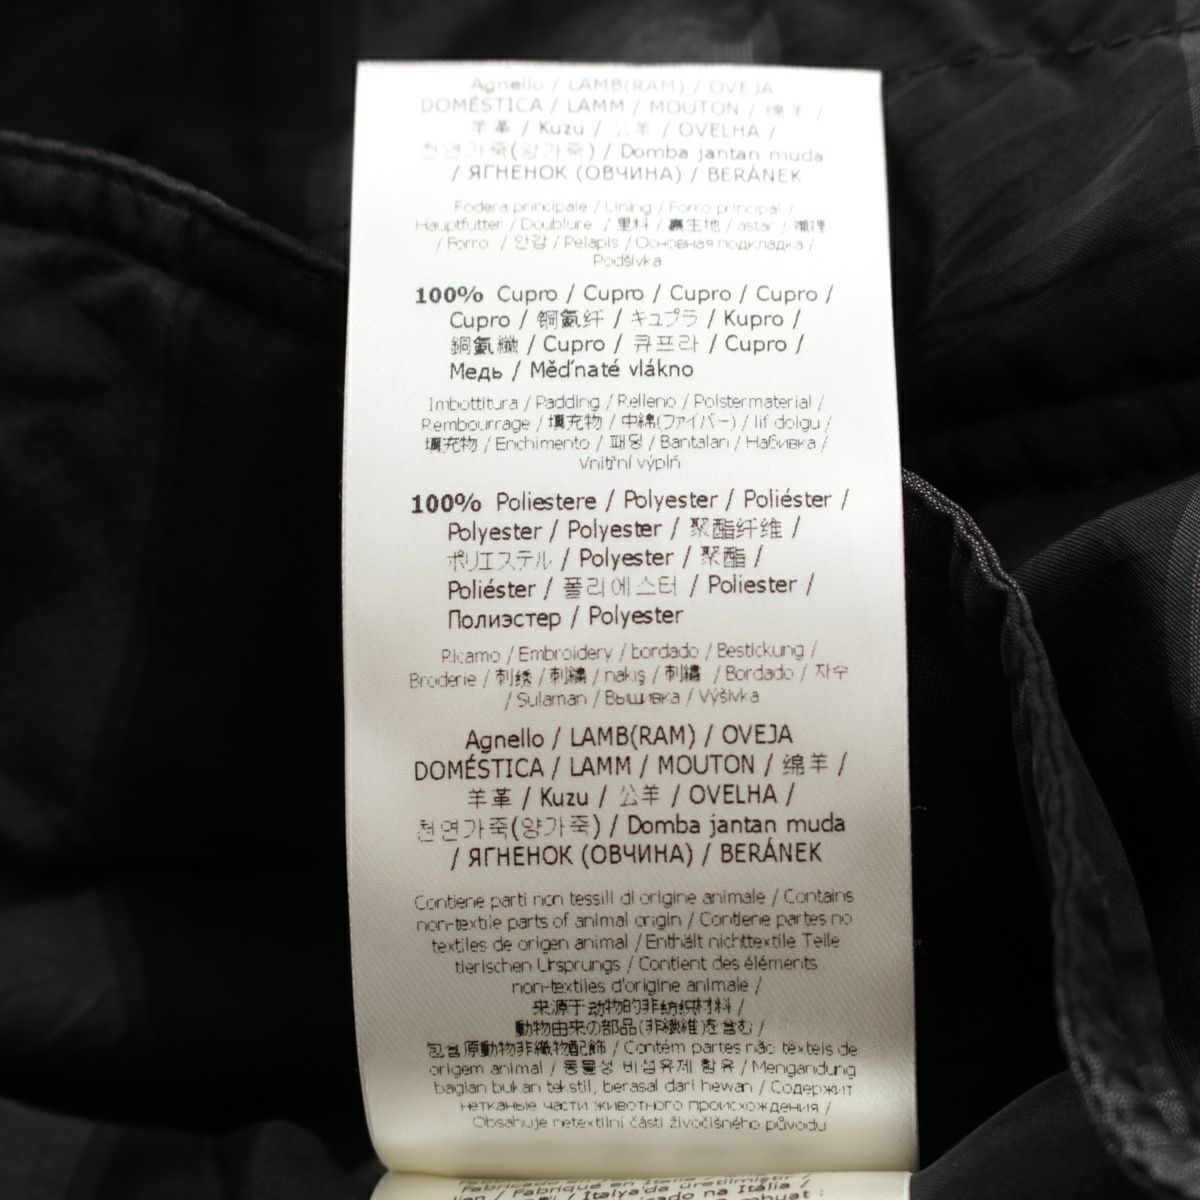 Agnello / LAMB(RAM) / OVEJA
DOMÉSTICA / LAMM / MOUTON / 绵羊 /
羊革 / Kuzu / 公羊 / OVELHA /
천연가죽(양가죽) / Domba jantan muda
/ ЯГНЕНОК (ОВЧИНА) / BERÁNEK
Fodera principale / Lining / Forro principal /
Hauptfutter / Doublure / 里料 / 裏生地 / astar / 襯裡
/ Forro / 안감 / Pelapis / Основная подкладка /
Podšívka
100% Cupro / Cupro / Cupro / Cupro /
Cupro / 铜氨纤 / キュプラ / Kupro /
銅氨纖 / Cupro / 큐프라 / Cupro /
Медь / Měďnaté vlákno
Imbottitura / Padding / Relleno / Polstermaterial /
Rembourrage / 填充物 / 中綿(ファイバー) / lif dolgu /
填充物 / Enchimento / 패딩 / Bantalan / Набивка /
Vnitřní výplň
100% Poliestere / Polyester / Poliéster /
Polyester / Polyester / 聚酯纤维 /
ポリエステル / Polyester / 聚酯 /
Poliéster / 폴리에스터 / Poliester /
Полиэстер / Polyester
Ricamo / Embroidery / bordado / Bestickung /
Broderie / 刺绣 / 刺繍 / nakış / 刺繡 / Bordado / 자수
/ Sulaman / Вышивка / Výšivka
Agnello / LAMB(RAM) / OVEJA
DOMÉSTICA / LAMM / MOUTON / 绵羊 /
羊革 / Kuzu / 公羊 / OVELHA /
천연가죽(양가죽) / Domba jantan muda
/ ЯГНЕНОК (ОВЧИНА) / BERÁNEK
Contiene parti non tessili di origine animale / Contains
non-textile parts of animal origin / Contiene partes no
textiles de origen animal / Enthält nichttextile Teile
tierischen Ursprungs / Contient des éléments
non-textiles d'origine animale /
来源于动物的非纺织材料 /
動物由来の部品(非繊維)を含む /
包含原動物非織物配飾 / Contém partes não têxteis de
origem animal / 동물성 비섬유제 함유 / Mengandung
bagian bukan tekstil, berasal dari hewan / Содержит
нетканые части животного происхождения /
Obsahuje netextilní části živočišného původu
/ Fabriqué en Italie / İtalya'da üretilmiştir /